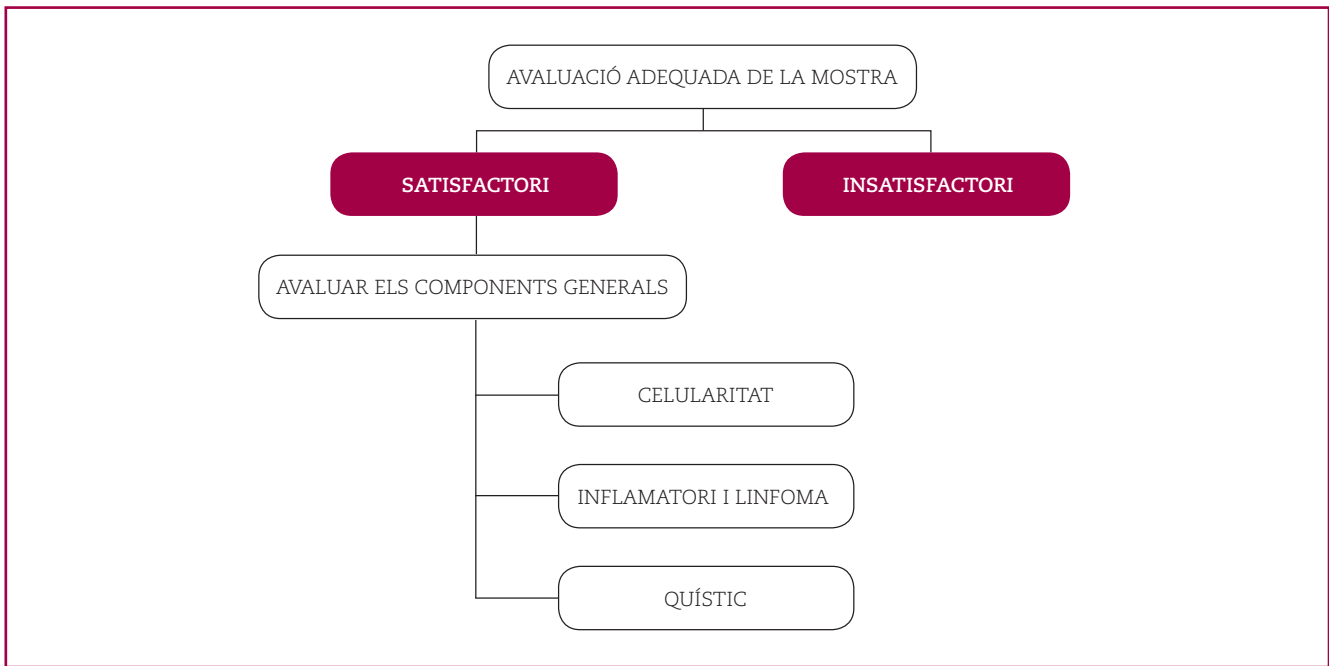 AVALUACIÓ ADEQUADA DE LA MOSTRA
SATISFACTORI
INSATISFACTORI
AVALUAR ELS COMPONENTS GENERALS
CELULARITAT
INFLAMATORI I LINFOMA
QUÍSTIC